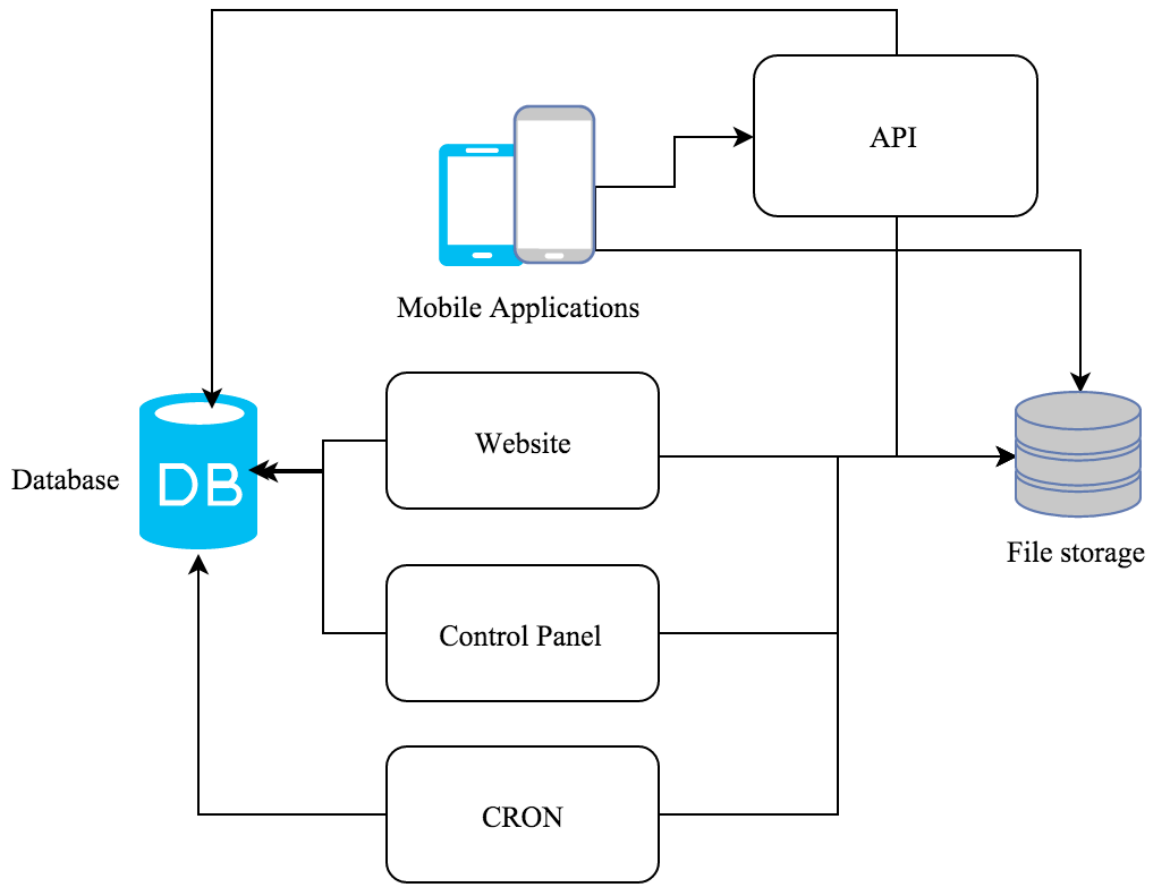 API
Mobile Applications
Website
Database
DB
File storage
Control Panel
CRON